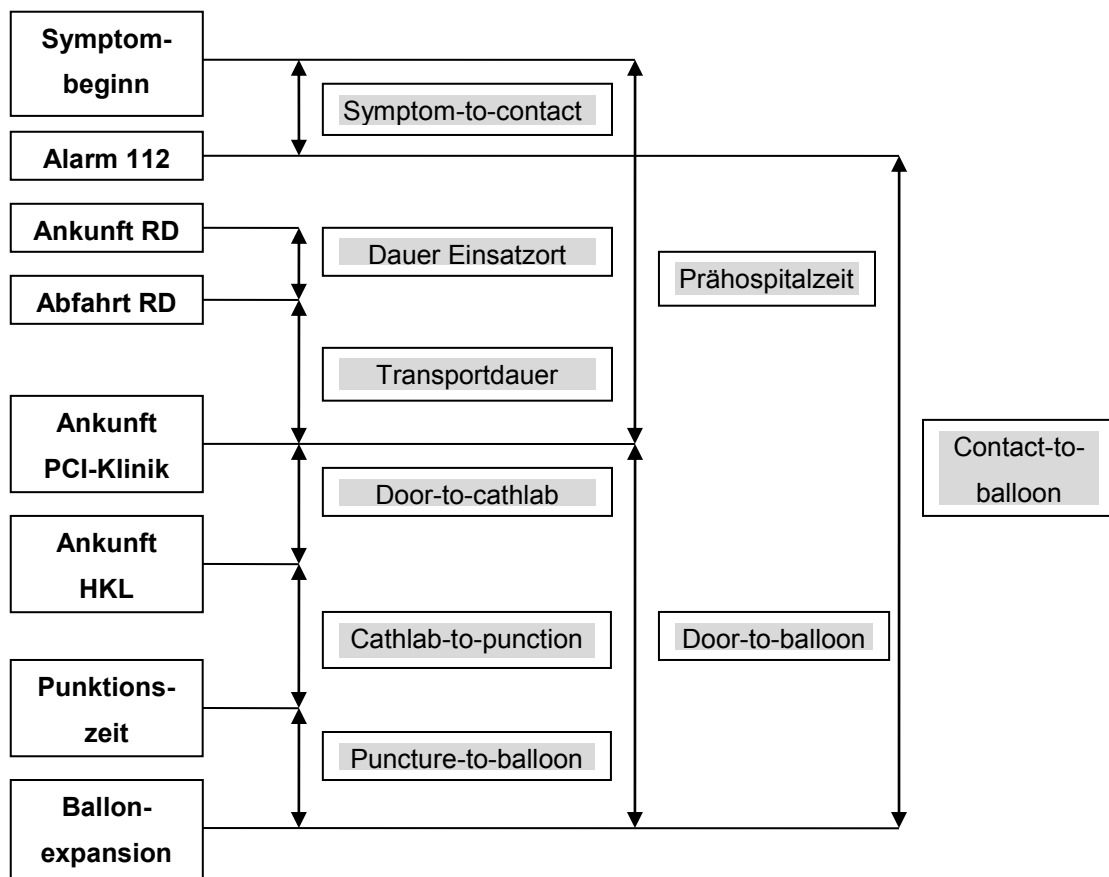 Symptom-
beginn
Symptom-to-contact
Alarm 112
Ankunft RD
Dauer Einsatzort
Prähospitalzeit
Abfahrt RD
Transportdauer
Ankunft
PCI-Klinik
Contact-to-
balloon
Door-to-cathlab
Ankunft
HKL
Cathlab-to-punction
Door-to-balloon
Punktions-
zeit
Puncture-to-balloon
Ballon-
expansion